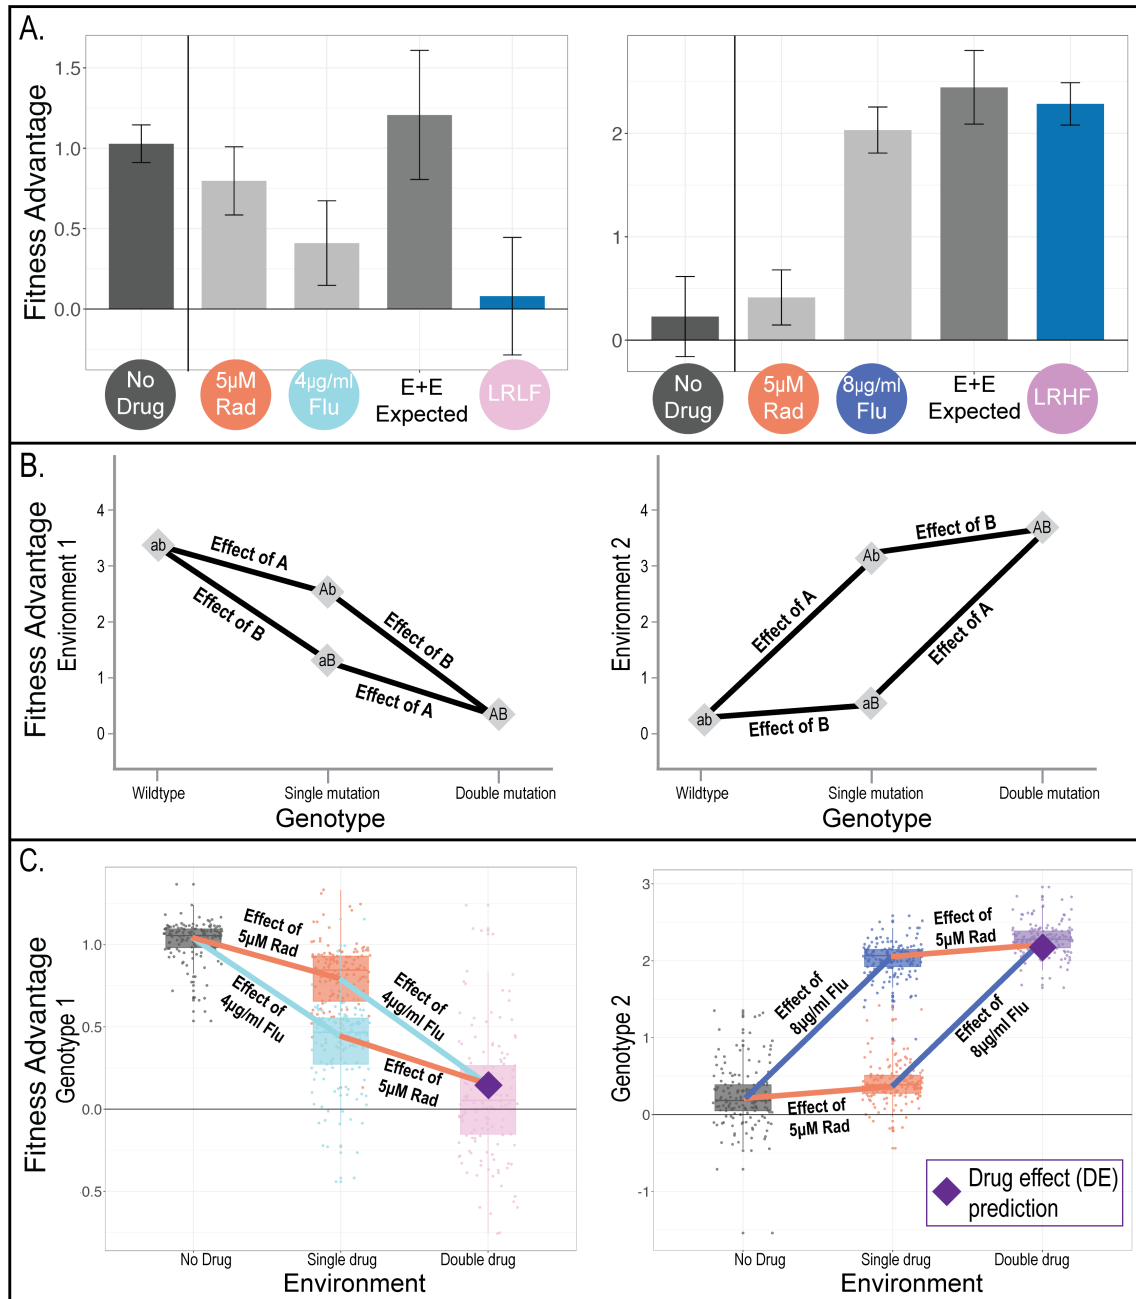 A.
Fitness Advantage
1.5
1.0
0.5
0.0
No
Drug
5µM
Rad
4µg/ml
Flu
E+E
Expected
LRLF
2
1
0
No
Drug
5µM
Rad
8µg/ml
Flu
E+E
Expected
LRHF
B.
Fitness Advantage
Environment 1
4
3
2
1
0
ab
Effect of A
Ab
Effect of B
Effect of B
aB
Effect of A
AB
Wildtype
Single mutation
Double mutation
Genotype
Environment 2
4
3
2
1
0
Effect of B
AB
Ab
Effect of A
Effect of A
ab
aB
Effect of B
Wildtype
Single mutation
Double mutation
Genotype
C.
Fitness Advantage
Genotype 1
1.0
0.5
0.0
0.5
Effect of
5µM Rad
Effect of
4µg/ml Flu
Effect of
4µg/ml Flu
Effect of
5µM Rad
No Drug
Single drug
Double drug
Environment
Genotype 2
3
2
1
0
-1
Effect of
5µM Rad
Effect of
8µg/ml Flu
Effect of
8µg/ml Flu
Effect of
5µM Rad
Drug effect (DE)
prediction
No Drug
Single drug
Double drug
Environment